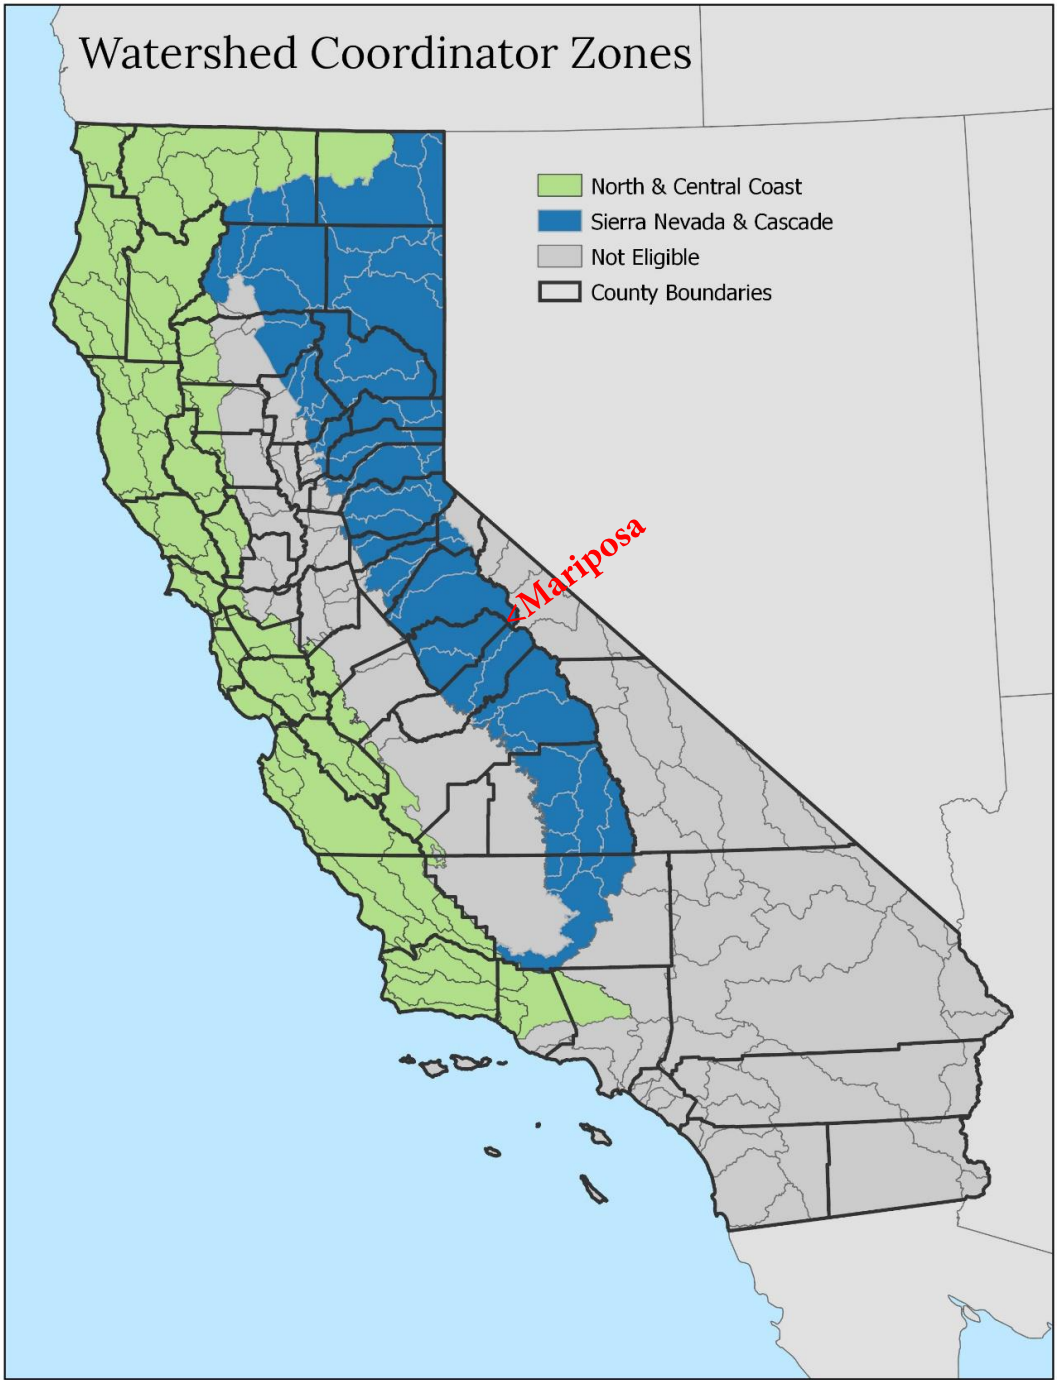 Watershed Coordinator Zones
North & Central Coast
Sierra Nevada & Cascade
Not Eligible
County Boundaries
<Mariposa